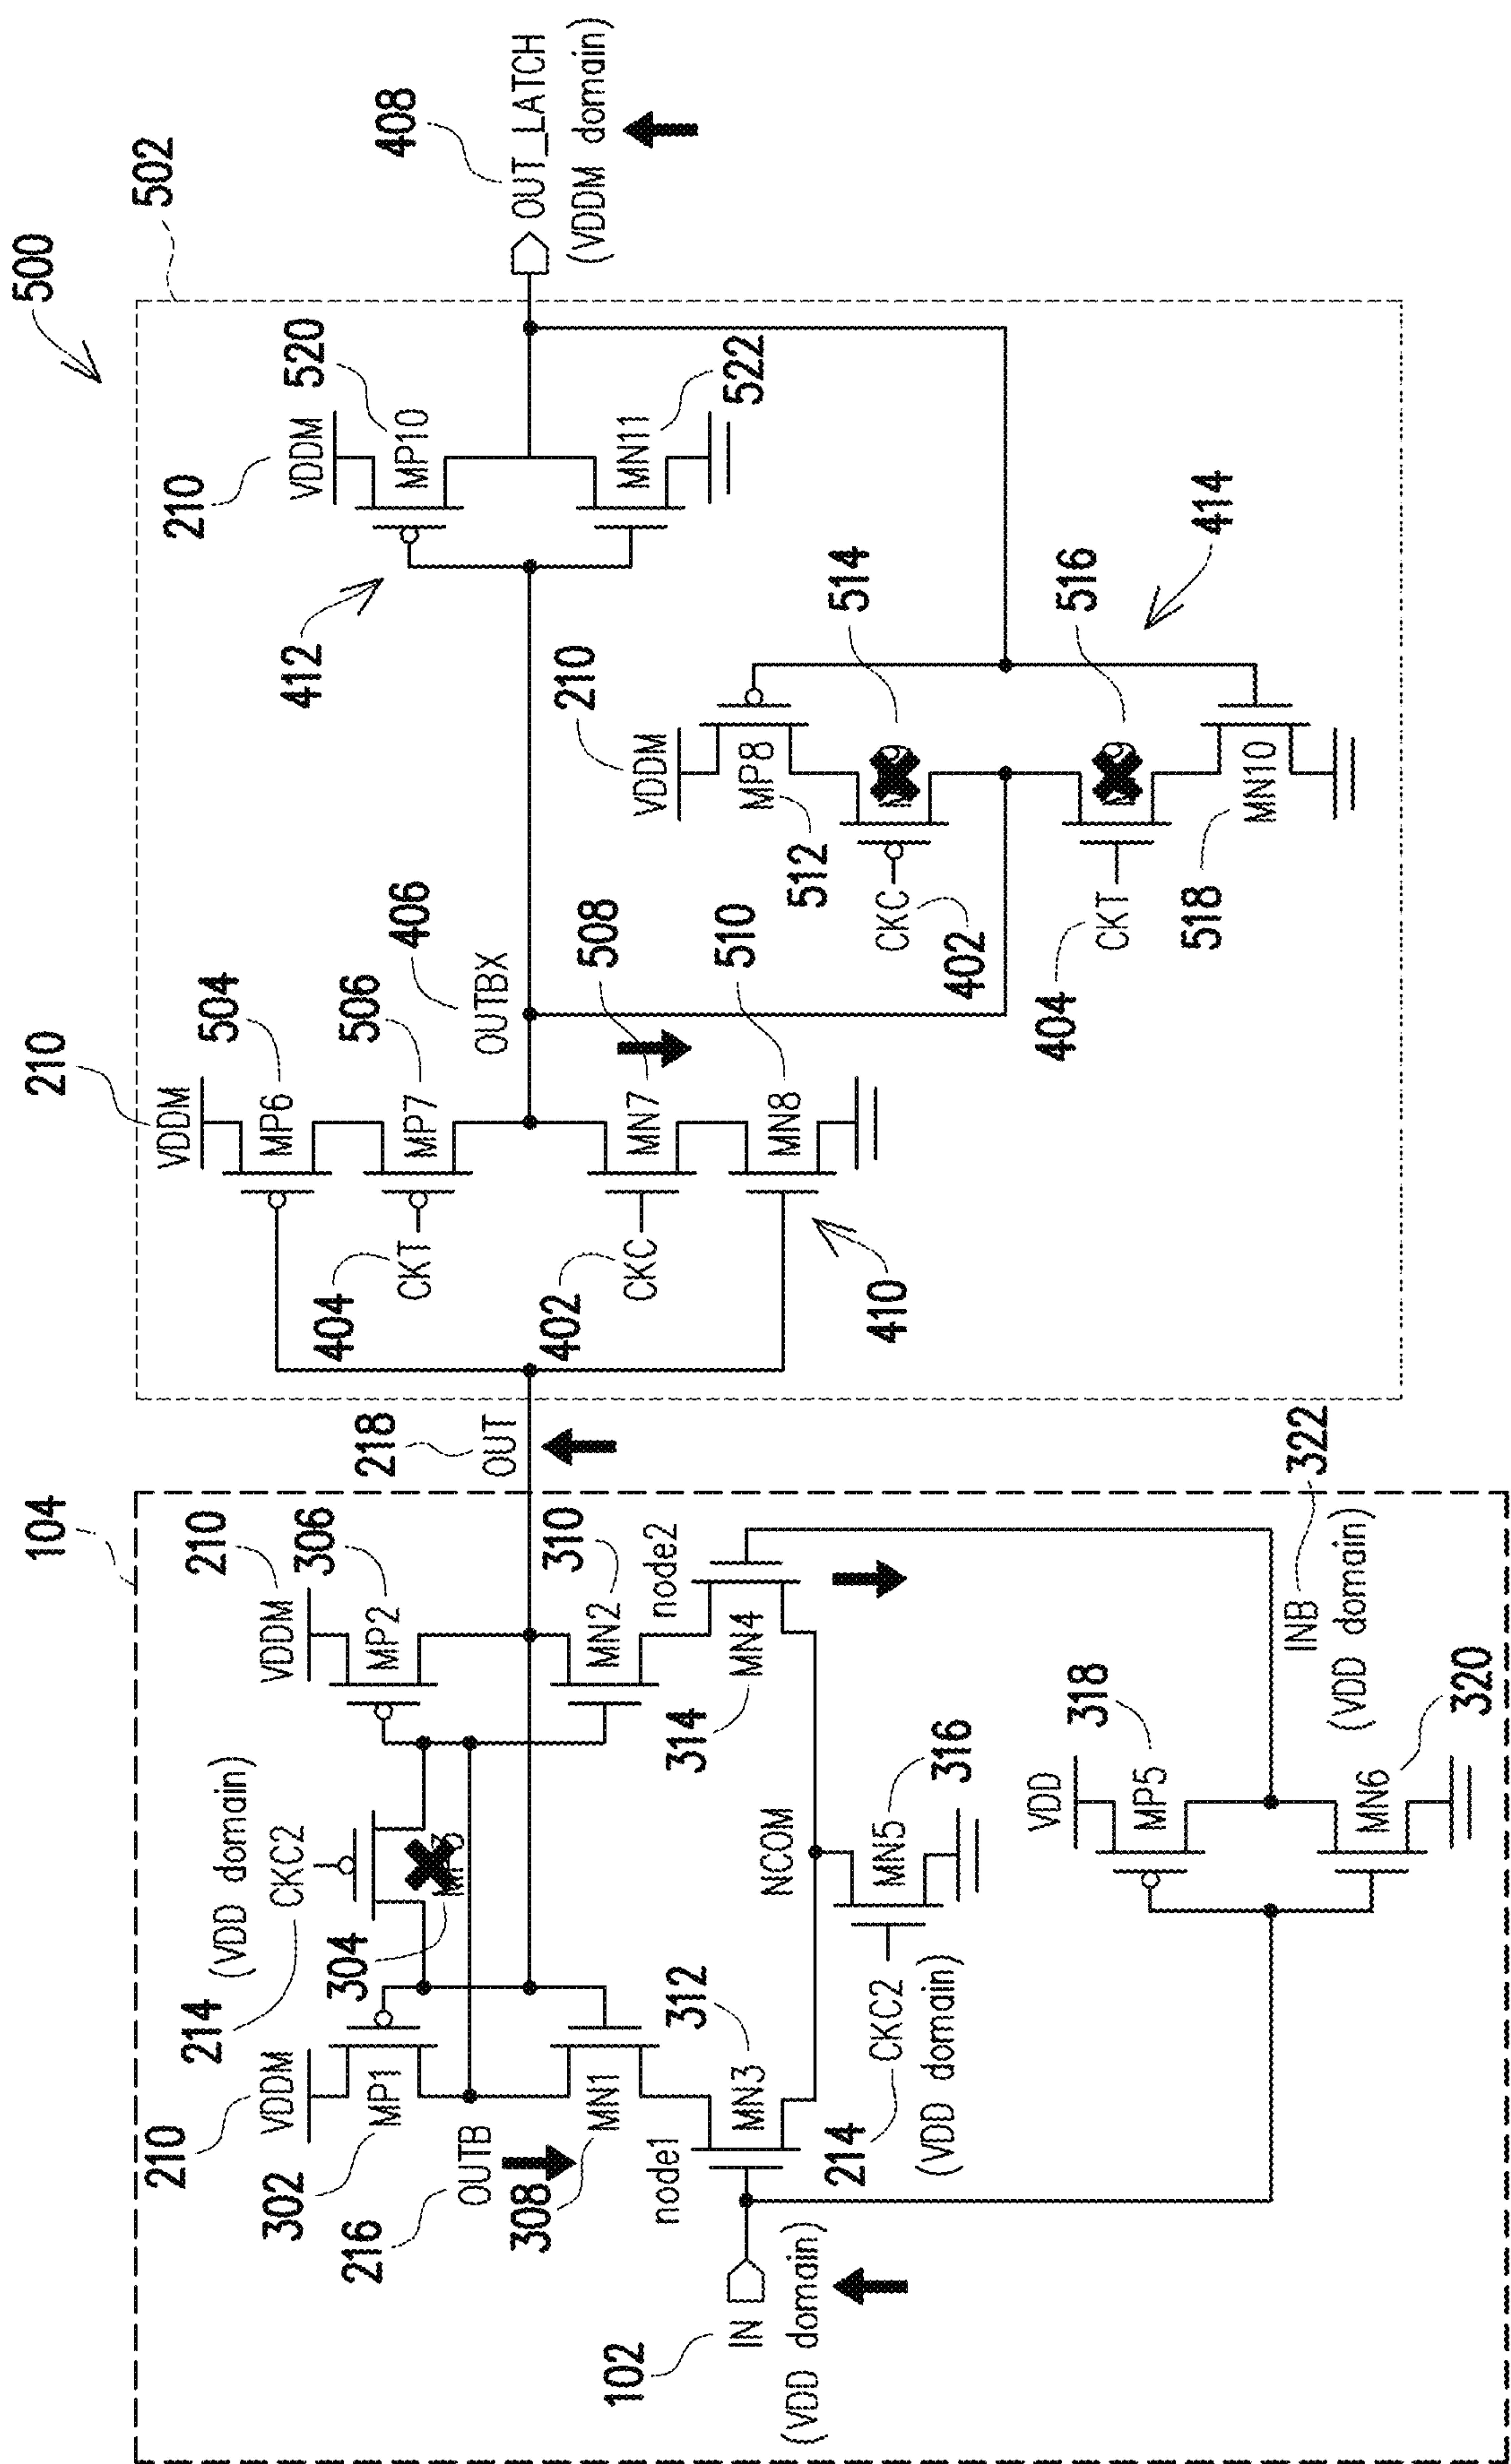 500
502
104
210
VDDM
302
MP1
216
OUTB
308
MN1
node1
312
MN3
102
IN
(VDD domain)
214
CKC2
(VDD domain)
304
210
VDDM
306
MP2
310
MN2
node2
314
MN4
NCOM
316
MN5
214
CKC2
(VDD domain)
VDD
318
MP5
320
MN6
322
INB
(VDD domain)
218
OUT
210
VDDM
504
MP6
506
MP7
404
CKT
402
CKC
508
MN7
510
MN8
410
406
OUTBX
210
VDDM
512
MP8
514
CKC
402
516
CKT
404
518
MN10
414
412
210
VDDM
520
MP10
522
MN11
408
OUT_LATCH
(VDDM domain)